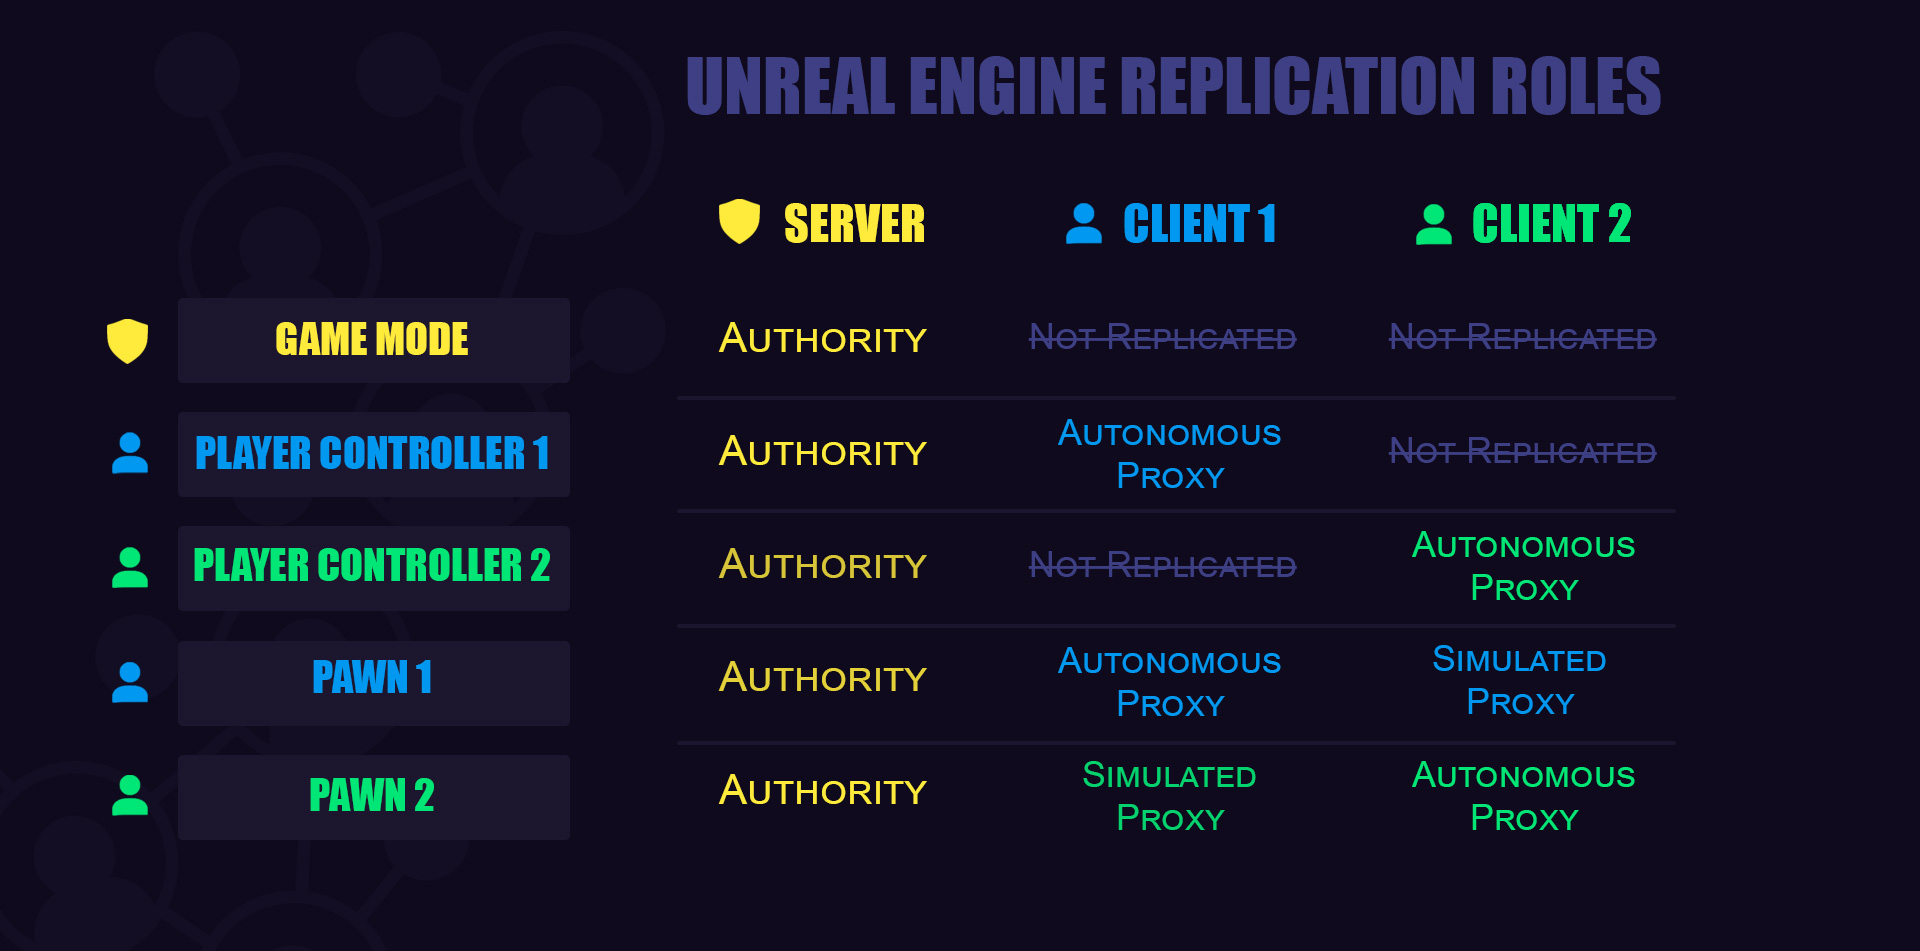 UNREAL ENGINE REPLICATION ROLES
SERVER CLIENT 1 CLIENT 2
GAME MODE AUTHORITY NOT REPLICATED NOT REPLICATED
PLAYER CONTROLLER 1 AUTHORITY AUTONOMOUS PROXY NOT REPLICATED
PLAYER CONTROLLER 2 AUTHORITY NOT REPLICATED AUTONOMOUS PROXY
PAWN 1 AUTHORITY AUTONOMOUS PROXY SIMULATED PROXY
PAWN 2 AUTHORITY SIMULATED PROXY AUTONOMOUS PROXY